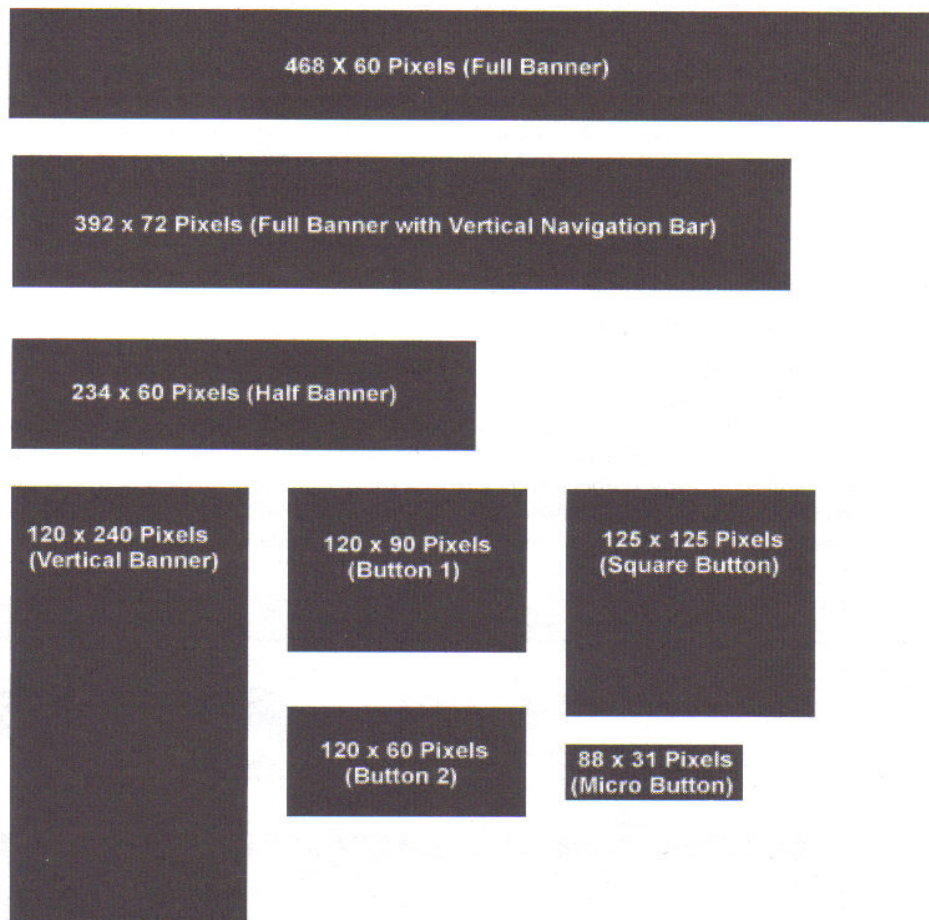 468 X 60 Pixels (Full Banner)
392 x 72 Pixels (Full Banner with Vertical Navigation Bar)
234 x 60 Pixels (Half Banner)
120 x 240 Pixels
(Vertical Banner)
120 x 90 Pixels
(Button 1)
125 x 125 Pixels
(Square Button)
120 x 60 Pixels
(Button 2)
88 x 31 Pixels
(Micro Button)